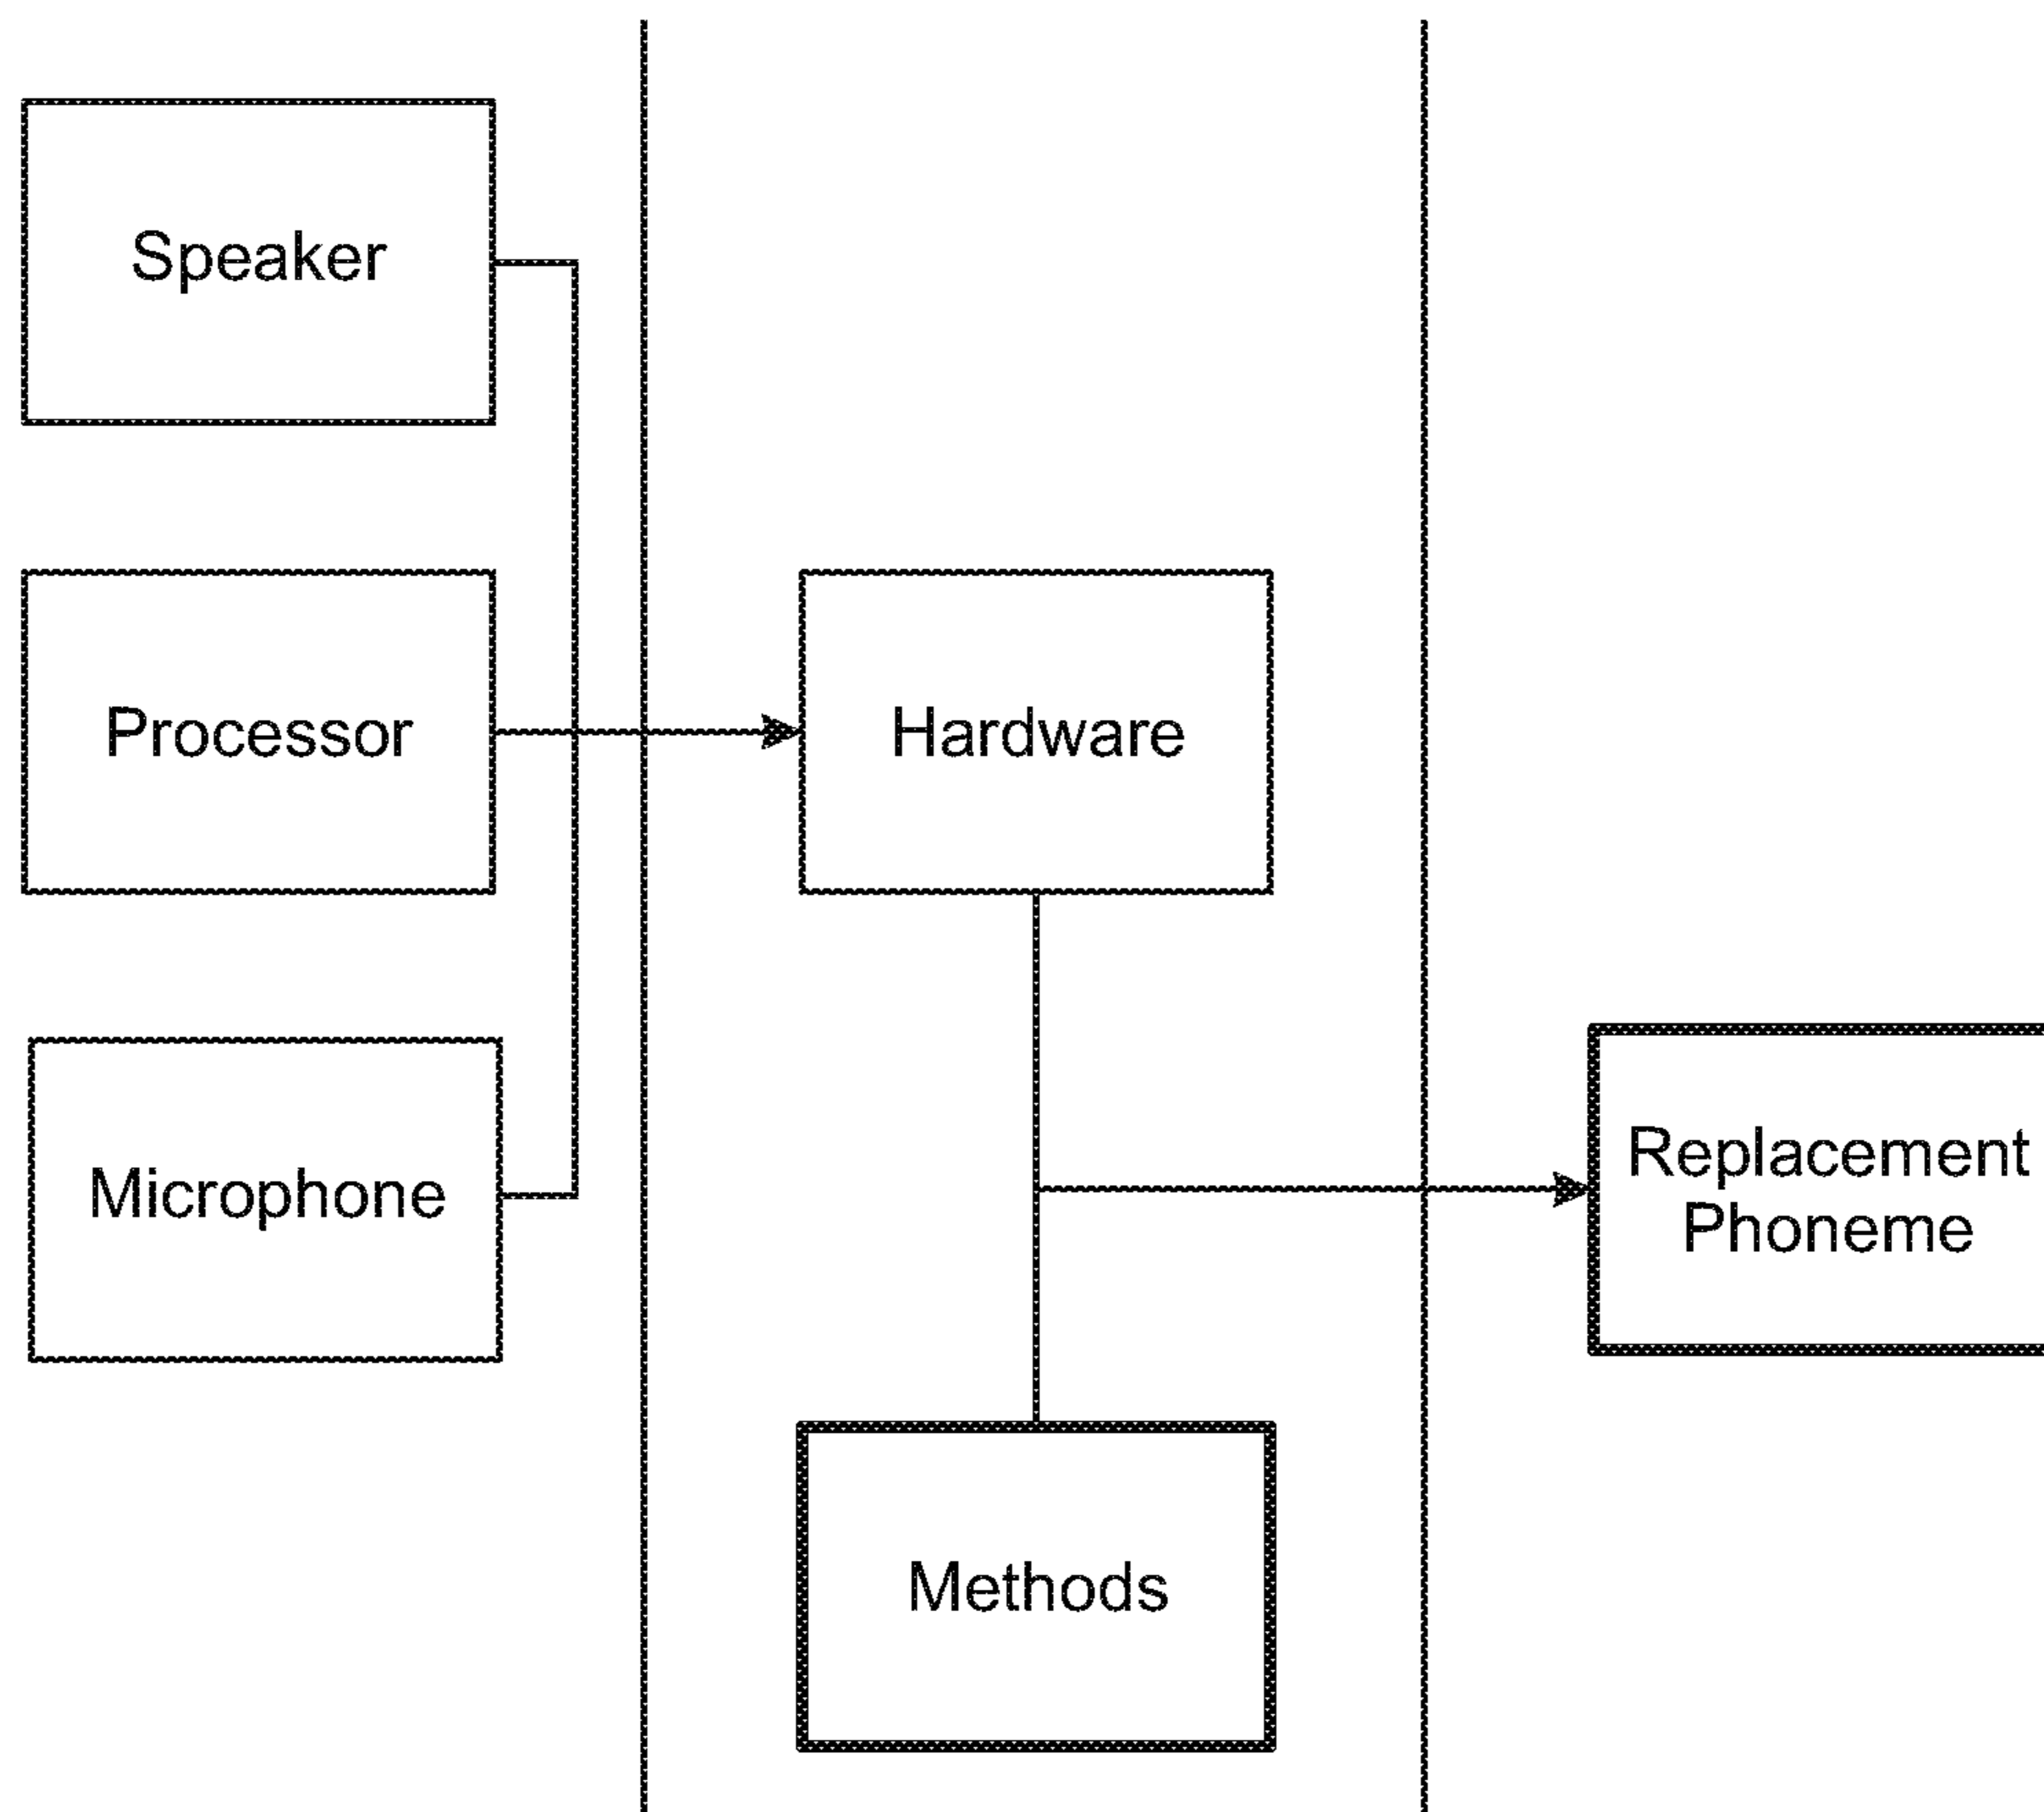 Speaker
Processor
Hardware
Microphone
Replacement
Phoneme
Methods